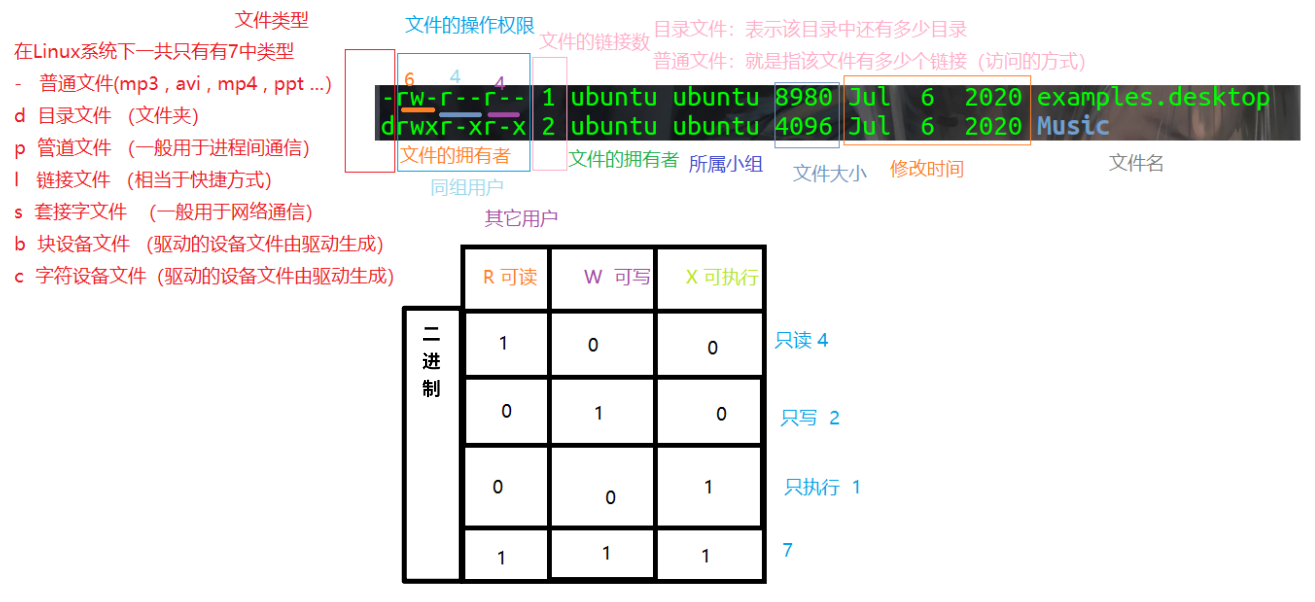 文件类型
在Linux系统下一共只有有7中类型
- 普通文件(mp3 , avi , mp4 , ppt ...)
d 目录文件 (文件夹)
p 管道文件 (一般用于进程间通信)
l 链接文件 (相当于快捷方式)
s 套接字文件 (一般用于网络通信)
b 块设备文件 (驱动的设备文件由驱动生成)
c 字符设备文件 (驱动的设备文件由驱动生成)
文件的操作权限
文件的链接数
目录文件：表示该目录中还有多少目录
普通文件：就是指该文件有多少个链接（访问的方式）
6 4 4
-rw-r--r-- 1 ubuntu ubuntu 8980 Jul 6 2020 examples.desktop
drwxr-xr-x 2 ubuntu ubuntu 4096 Jul 6 2020 Music
文件的拥有者
同组用户
其它用户
文件的拥有者
所属小组
文件大小
修改时间
文件名
R 可读 W 可写 X 可执行
二进制
1 0 0 只读 4
0 1 0 只写 2
0 0 1 只执行 1
1 1 1 7